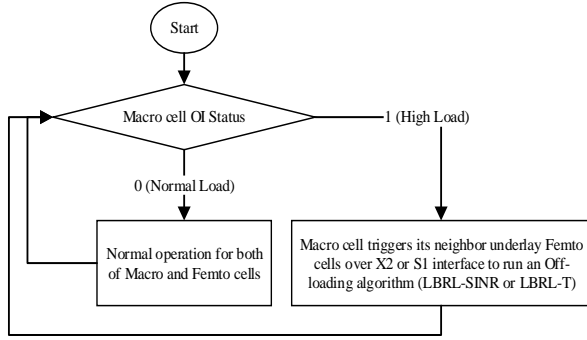 Start
Macro cell OI Status
1 (High Load)
0 (Normal Load)
Normal operation for both
of Macro and Femto cells
Macro cell triggers its neighbor underlay Femto
cells over X2 or S1 interface to run an Off-
loading algorithm (LBRL-SINR or LBRL-T)